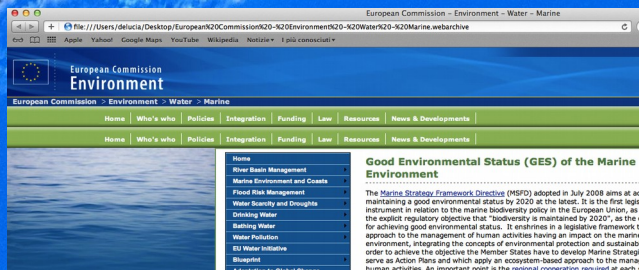 European Commission - Environment - Water - Marine
file:///Users/delucia/Desktop/European%20Commission%20-%20Environment%20-%20Water%20-%20Marine.webarchive
Apple Yahoo! Google Maps YouTube Wikipedia Notizie I più conosciuti
European Commission
Environment
European Commission > Environment > Water > Marine
Home Who's who Policies Integration Funding Law Resources News & Developments
Home Who's who Policies Integration Funding Law Resources News & Developments
Home
River Basin Management
Marine Environment and Coasts
Flood Risk Management
Water Scarcity and Droughts
Drinking Water
Bathing Water
Water Pollution
EU Water Initiative
Blueprint
Adaptation to Global Change
Good Environmental Status (GES) of the Marine
Environment
The Marine Strategy Framework Directive (MSFD) adopted in July 2008 aims at
maintaining a good environmental status by 2020 at the latest. It is the first
instrument in relation to the marine biodiversity policy in the European Union, as
the explicit regulatory objective that "biodiversity is maintained by 2020", as the
for achieving good environmental status. It enshrines in a legislative framework
approach to the management of human activities having an impact on the marine
environment, integrating the concepts of environmental protection and
order to achieve the objective the Member States have to develop Marine
serve as Action Plans and which apply an ecosystem-based approach to the
human activities. An important point is the regional cooperation required at each